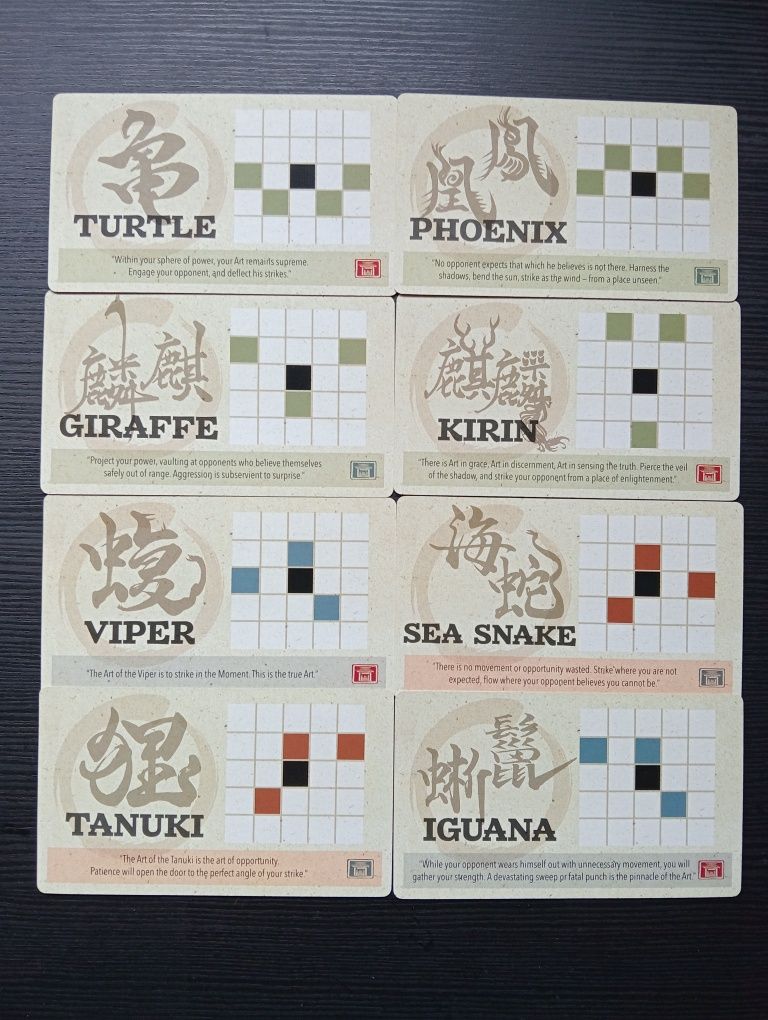 亀
TURTLE
"Within your sphere of power, your Art remains supreme.
Engage your opponent, and deflect his strikes."
鳳
凰
PHOENIX
"No opponent expects that which he believes is not there. Harness the
shadows, bend the sun, strike as the wind – from a place unseen."
麒
麟
GIRAFFE
"Project your power, vaulting at opponents who believe themselves
safely out of range. Aggression is subservient to surprise."
麒麟
KIRIN
"There is Art in grace, Art in discernment, Art in sensing the truth. Pierce the veil
of the shadow, and strike your opponent from a place of enlightenment."
蝮
VIPER
"The Art of the Viper is to strike in the Moment. This is the true Art."
海
蛇
SEA SNAKE
"There is no movement or opportunity wasted. Strike where you are not
expected, flow where your opponent believes you cannot be."
狸
TANUKI
"The Art of the Tanuki is the art of opportunity.
Patience will open the door to the perfect angle of your strike."
鬣
蜥
IGUANA
"While your opponent wears himself out with unnecessary movement, you will
gather your strength. A devastating sweep or fatal punch is the pinnacle of the Art."